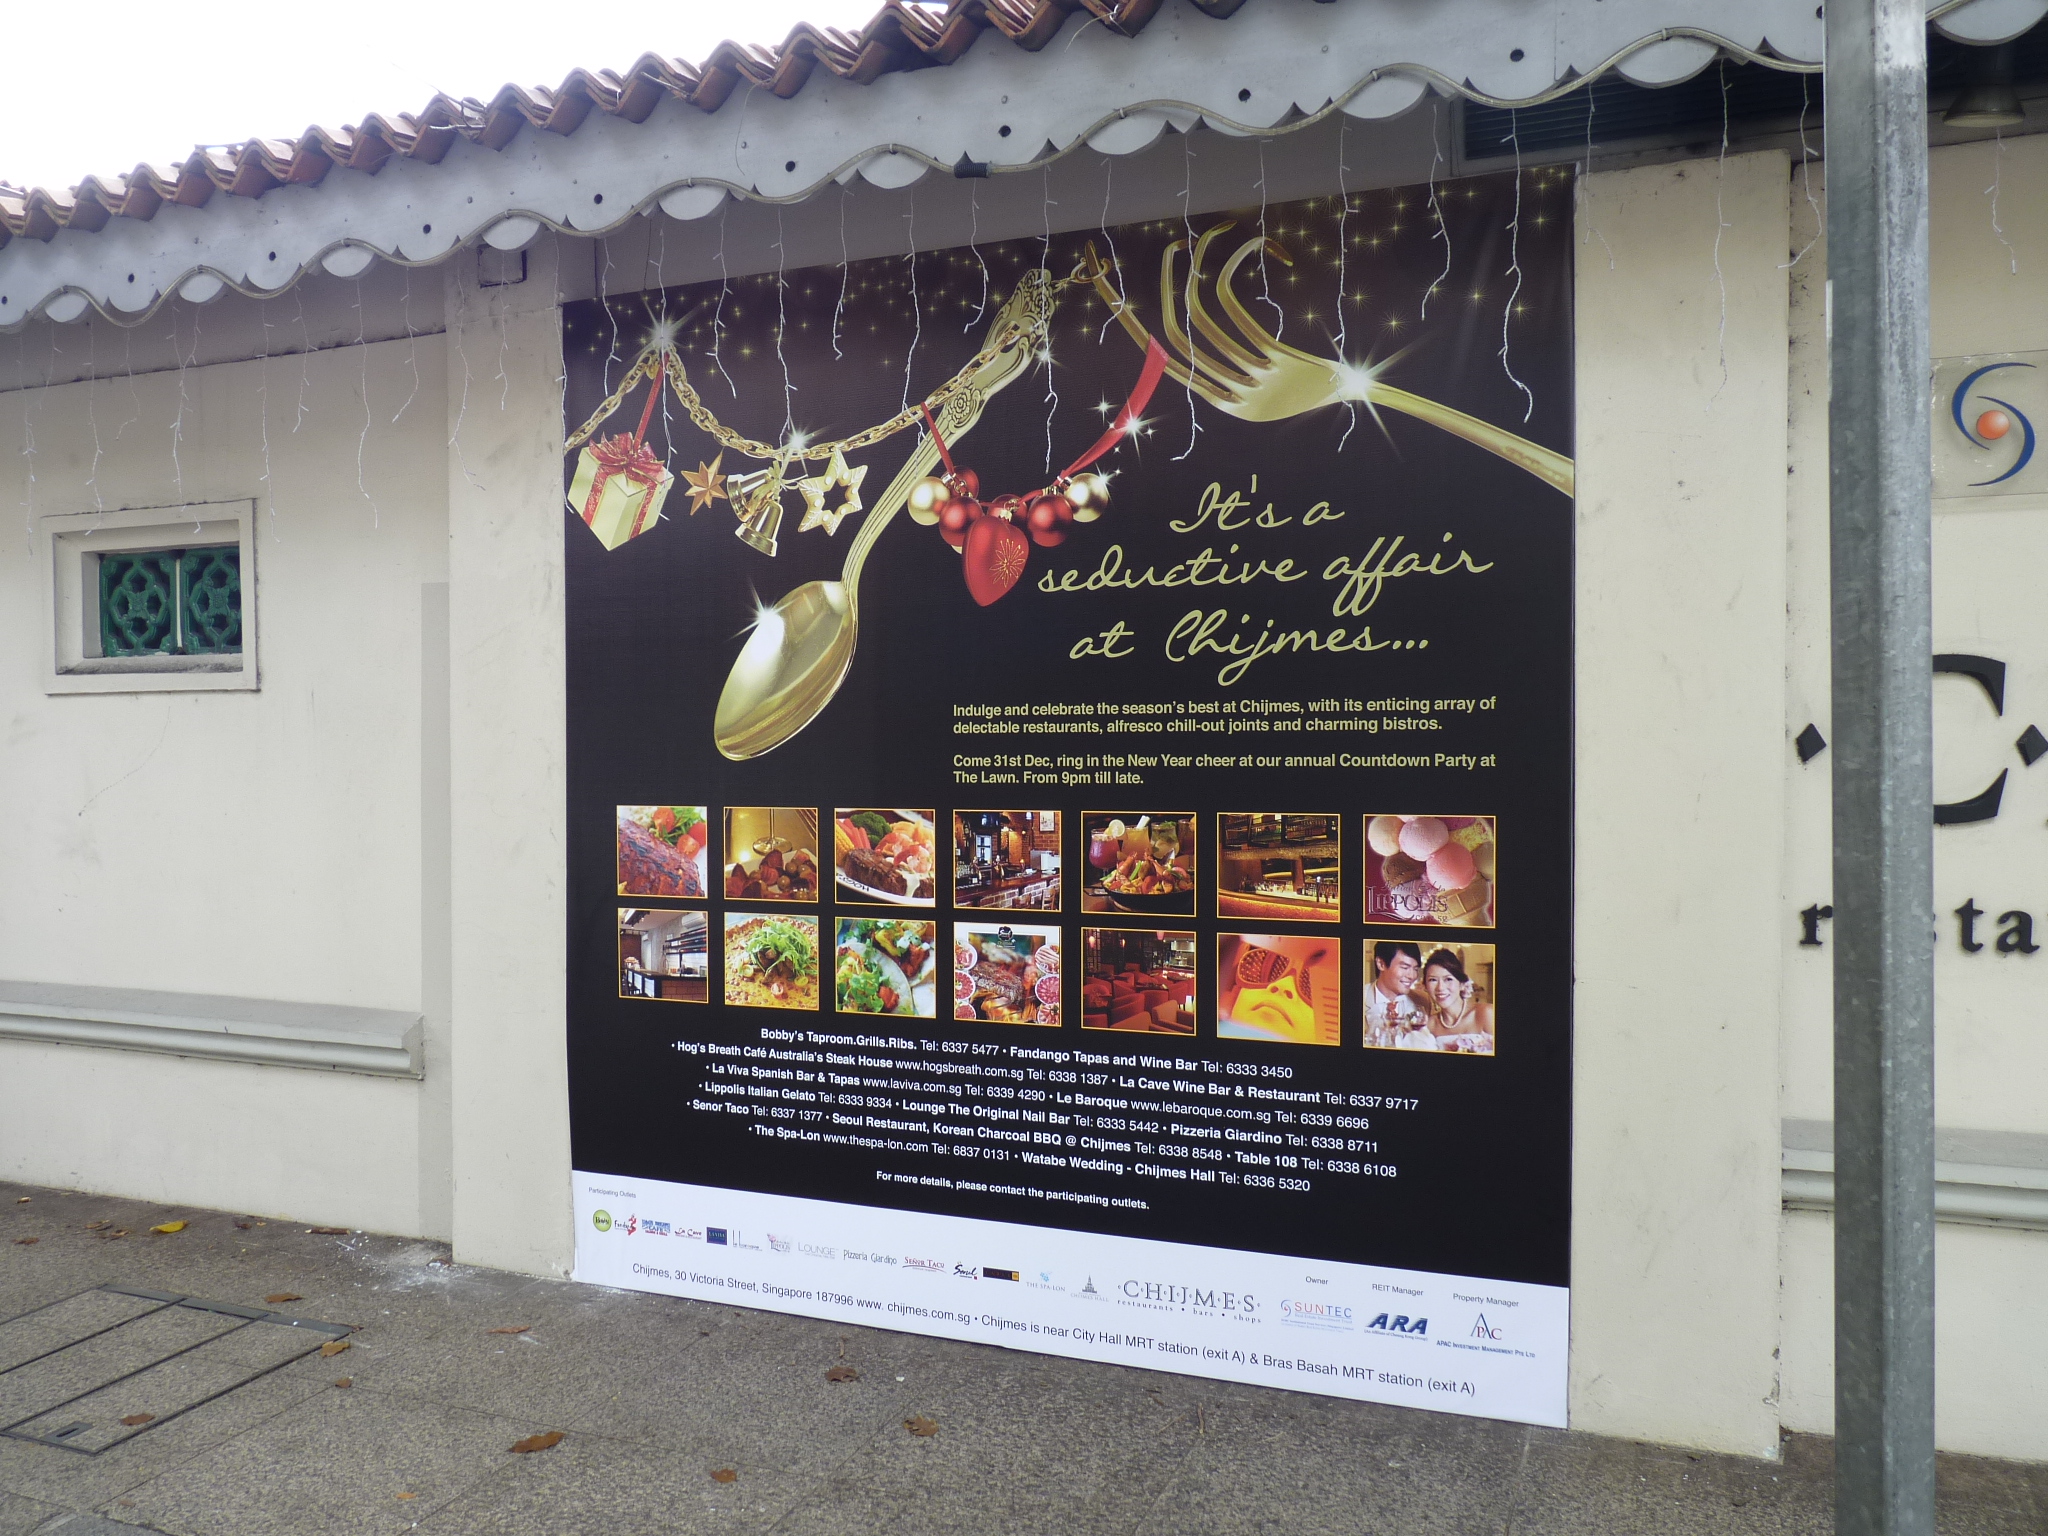 It's a
seductive affair
at Chijmes...
Indulge and celebrate the season's best at Chijmes, with its enticing array of
delectable restaurants, alfresco chill-out joints and charming bistros.
Come 31st Dec, ring in the New Year cheer at our annual Countdown Party at
The Lawn. From 9pm till late.
LIPPOLIS
Bobby's Taproom.Grills.Ribs. Tel: 6337 5477 • Fandango Tapas and Wine Bar Tel: 6333 3450
• Hog's Breath Café Australia's Steak House www.hogsbreath.com.sg Tel: 6338 1387 • La Cave Wine Bar & Restaurant Tel: 6337 9717
• La Viva Spanish Bar & Tapas www.laviva.com.sg Tel: 6339 4290 • Le Baroque www.lebaroque.com.sg Tel: 6339 6696
• Lippolis Italian Gelato Tel: 6333 9334 • Lounge The Original Nail Bar Tel: 6333 5442 • Pizzeria Giardino Tel: 6338 8711
• Senor Taco Tel: 6337 1377 • Seoul Restaurant, Korean Charcoal BBQ @ Chijmes Tel: 6338 8548 • Table 108 Tel: 6338 6108
• The Spa-Lon www.thespa-lon.com Tel: 6837 0131 • Watabe Wedding - Chijmes Hall Tel: 6336 5320
For more details, please contact the participating outlets.
Participating Outlets
Owner
REIT Manager
Property Manager
La Cave
LOUNGE
Pizzeria Giardino
SEÑOR TACO
Seoul
THE SPA-LON
CHIJMES
restaurants • bars • shops
SUNTEC
ARA
APAC
APAC INVESTMENT MANAGEMENT PTE LTD
Chijmes, 30 Victoria Street, Singapore 187996 www. chijmes.com.sg • Chijmes is near City Hall MRT station (exit A) & Bras Basah MRT station (exit A)
C